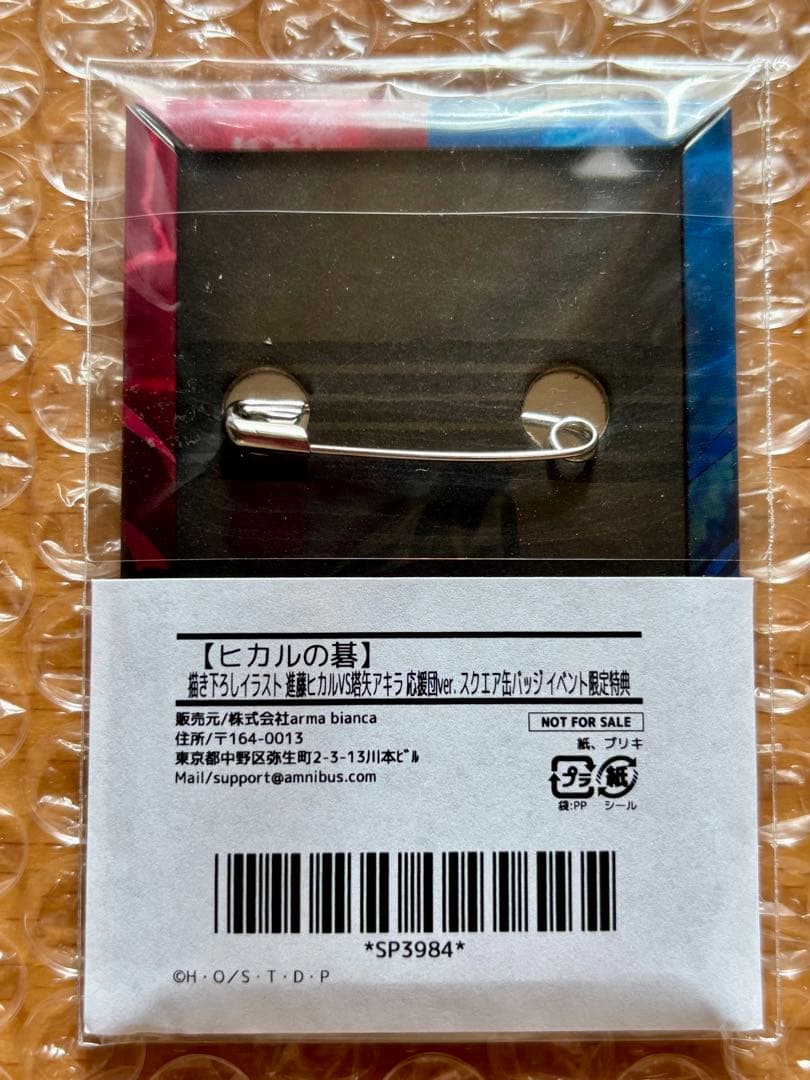 【ヒカルの碁】
描き下ろしイラスト 進藤ヒカルVS塔矢アキラ 応援団ver. スクエア缶バッジ イベント限定特典
販売元/株式会社arma bianca
住所/〒164-0013
東京都中野区弥生町2-3-13川本ﾋﾞﾙ
Mail/support@amnibus.com
NOT FOR SALE
紙、ブリキ
プラ 紙
袋:PP シール
*SP3984*
©H・O/S・T・D・P